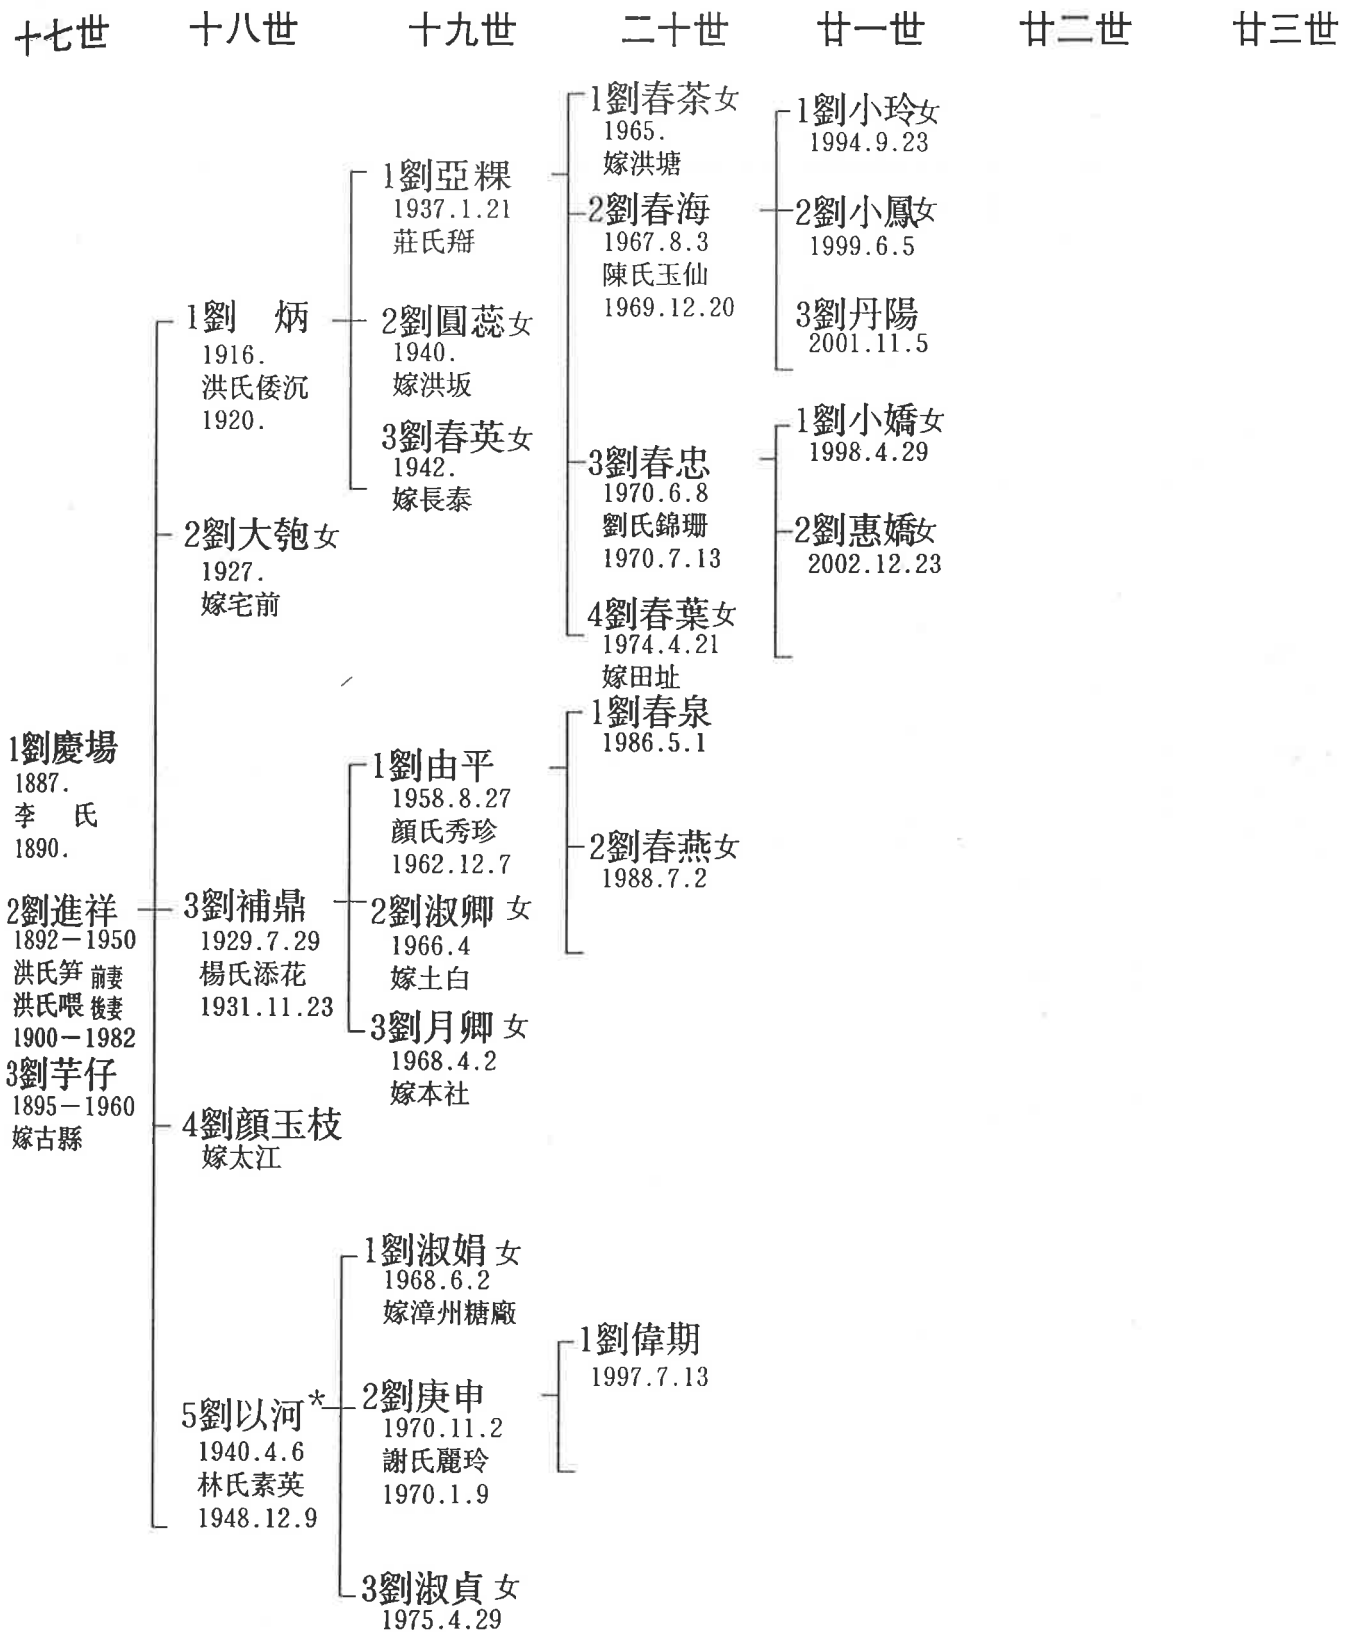 十七世 十八世 十九世 二十世 廿一世 廿二世 廿三世
1劉慶場
1887.
李 氏
1890.
2劉進祥
1892－1950
洪氏笋 前妻
洪氏喂 後妻
1900－1982
3劉芋仔
1895－1960
嫁古縣
1劉 炳
1916.
洪氏倭沉
1920.
2劉大匏女
1927.
嫁宅前
3劉補鼎
1929.7.29
楊氏添花
1931.11.23
4劉顔玉枝
嫁太江
5劉以河*
1940.4.6
林氏素英
1948.12.9
1劉亞粿
1937.1.21
莊氏搿
2劉圓蕊女
1940.
嫁洪坂
3劉春英女
1942.
嫁長泰
1劉由平
1958.8.27
顔氏秀珍
1962.12.7
2劉淑卿 女
1966.4
嫁土白
3劉月卿 女
1968.4.2
嫁本社
1劉淑娟 女
1968.6.2
嫁漳州糖廠
2劉庚申
1970.11.2
謝氏麗玲
1970.1.9
3劉淑貞 女
1975.4.29
1劉春茶女
1965.
嫁洪塘
2劉春海
1967.8.3
陳氏玉仙
1969.12.20
3劉春忠
1970.6.8
劉氏錦珊
1970.7.13
4劉春葉女
1974.4.21
嫁田址
1劉春泉
1986.5.1
2劉春燕女
1988.7.2
1劉偉期
1997.7.13
1劉小玲女
1994.9.23
2劉小鳳女
1999.6.5
3劉丹陽
2001.11.5
1劉小嬌女
1998.4.29
2劉惠嬌女
2002.12.23